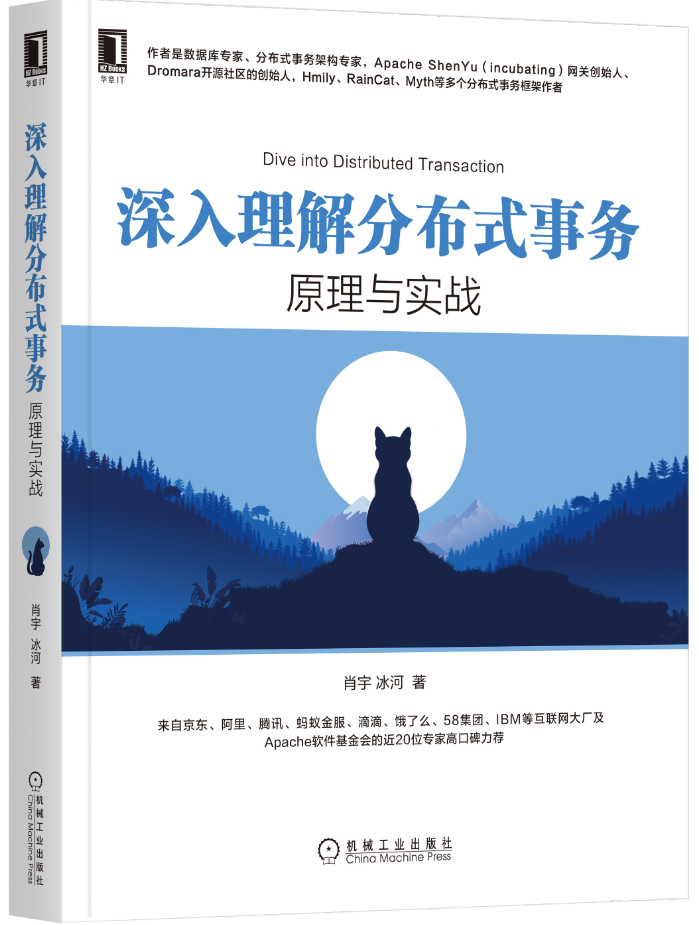 HZ BOOKS
华章IT
深入理解分布式事务
原理与实战
肖宇 冰河 著
机械工业出版社
China Machine Press
HZ BOOKS
华章IT
作者是数据库专家、分布式事务架构专家，Apache ShenYu（incubating）网关创始人、
Dromara开源社区的创始人，Hmily、RainCat、Myth等多个分布式事务框架作者
Dive into Distributed Transaction
深入理解分布式事务
原理与实战
肖宇 冰河 著
来自京东、阿里、腾讯、蚂蚁金服、滴滴、饿了么、58集团、IBM等互联网大厂及
Apache软件基金会的近20位专家高口碑力荐
机械工业出版社
China Machine Press